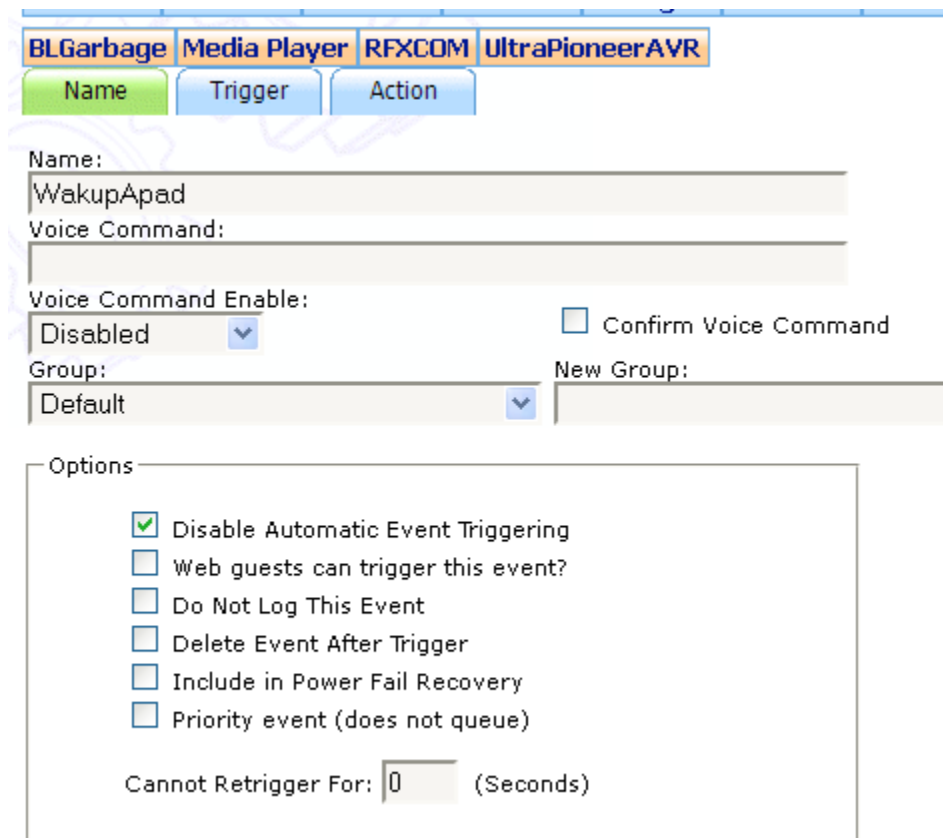 BLGarbage Media Player RFXCOM UltraPioneerAVR
Name Trigger Action
Name:
WakupApad
Voice Command:
Voice Command Enable:
Disabled
Confirm Voice Command
Group:
New Group:
Default
Options
Disable Automatic Event Triggering
Web guests can trigger this event?
Do Not Log This Event
Delete Event After Trigger
Include in Power Fail Recovery
Priority event (does not queue)
Cannot Retrigger For: 0 (Seconds)